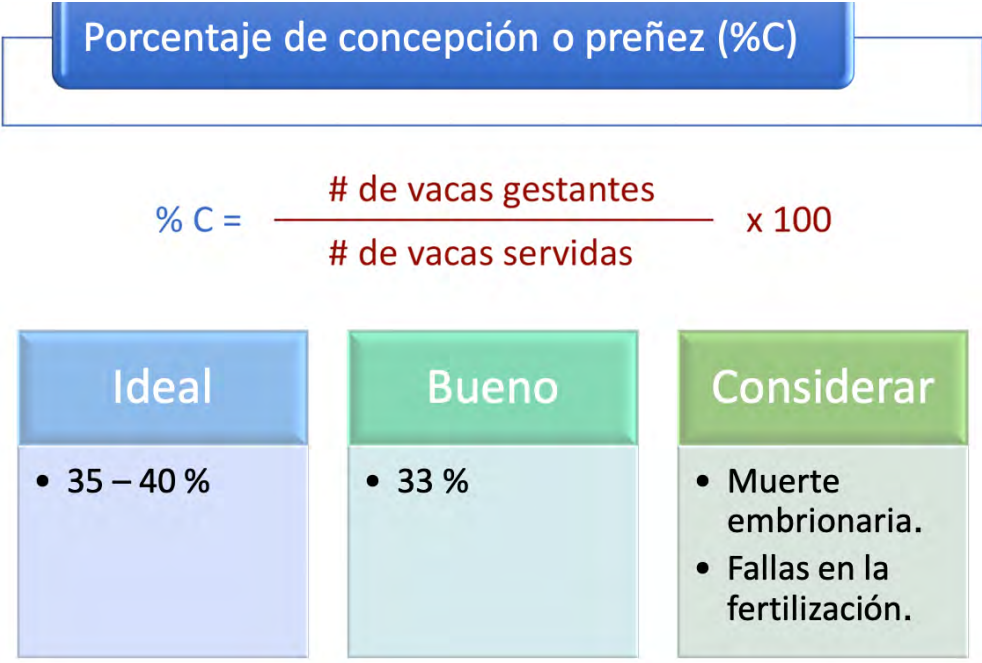 Porcentaje de concepción o preñez (%C)
% C =
# de vacas gestantes
# de vacas servidas
x 100
Ideal
• 35 – 40 %
Bueno
• 33 %
Considerar
• Muerte
embrionaria.
• Fallas en la
fertilización.